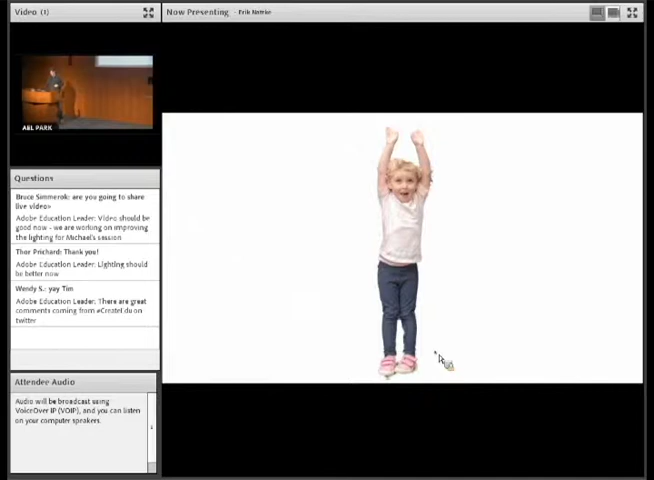 Video (1)
Now Presenting - Erik Natzke
ABL PARK
Questions
Bruce Simmerok: are you going to share
live video>
Adobe Education Leader: Video should be
good now - we are working on improving
the lighting for Michael's session
Thor Prichard: Thank you!
Adobe Education Leader: Lighting should
be better now
Wendy S.: yay Tim
Adobe Education Leader: There are great
comments coming from #CreateEdu on
twitter
Attendee Audio
Audio will be broadcast using
VoiceOver IP (VOIP), and you can listen
on your computer speakers.